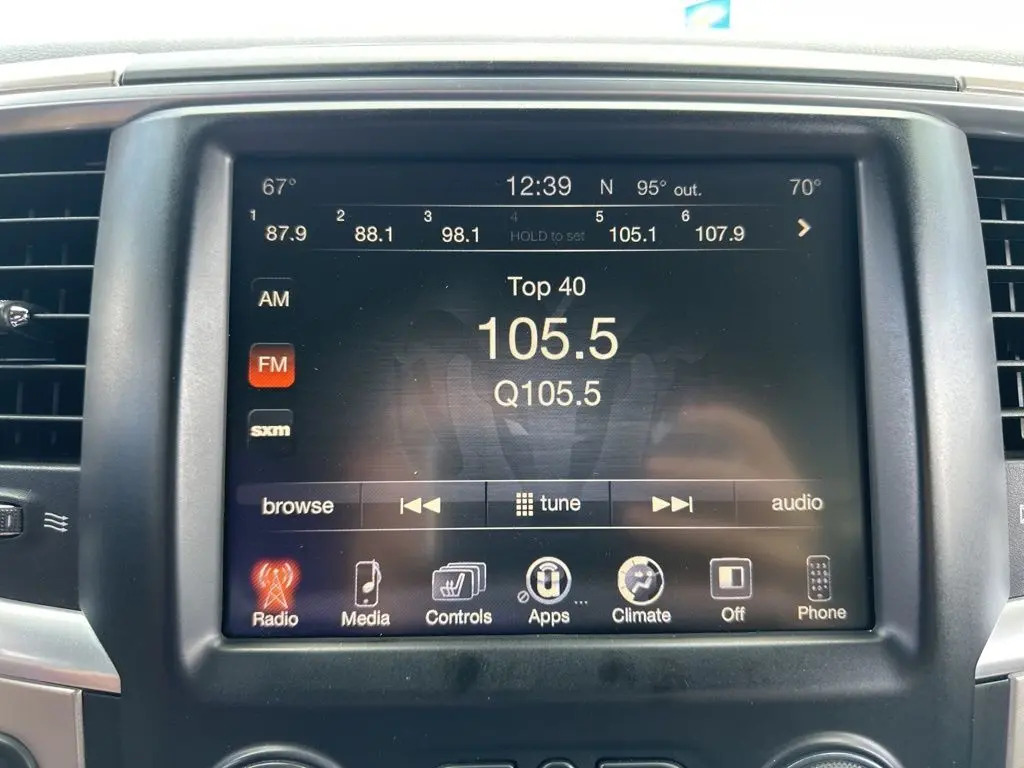 67° 12:39 N 95° out. 70°
1 87.9 2 88.1 3 98.1 4 HOLD to set 5 105.1 6 107.9
AM
Top 40
105.5
FM
Q105.5
sxm
browse tune audio
Radio Media Controls Apps ... Climate Off Phone